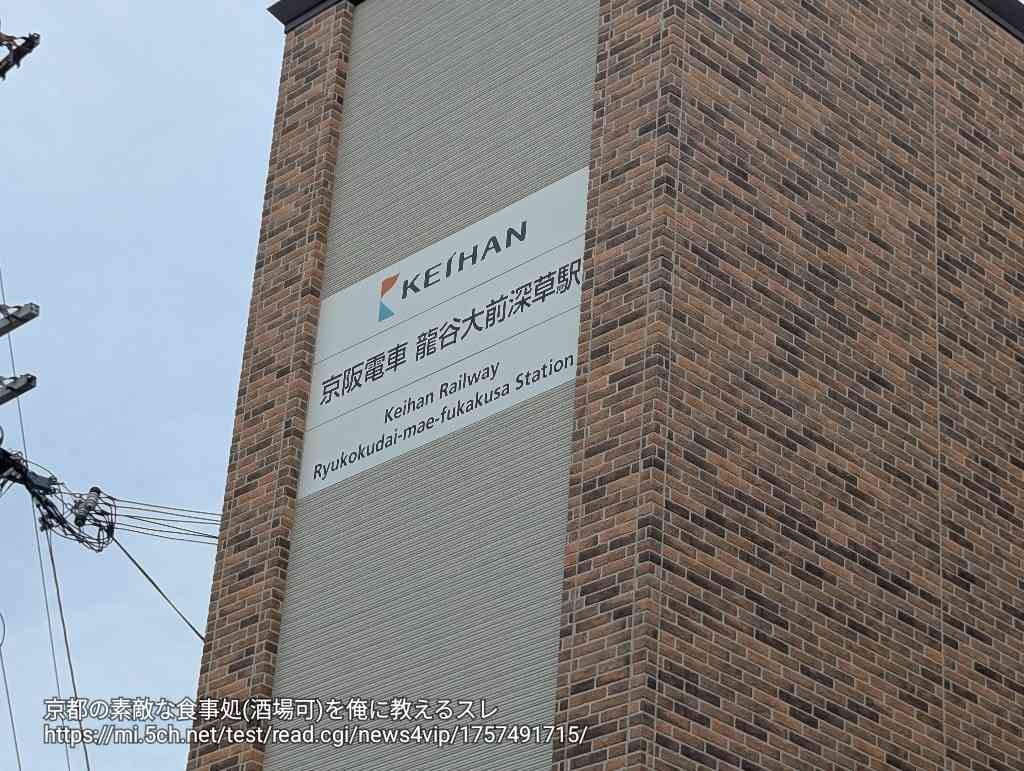 KEIHAN
京阪電車 龍谷大前深草駅
Keihan Railway
Ryukokudai-mae-fukakusa Station
京都の素敵な食事処(酒場可)を俺に教えるスレ
https://mi.5ch.net/test/read.cgi/news4vip/1757491715/